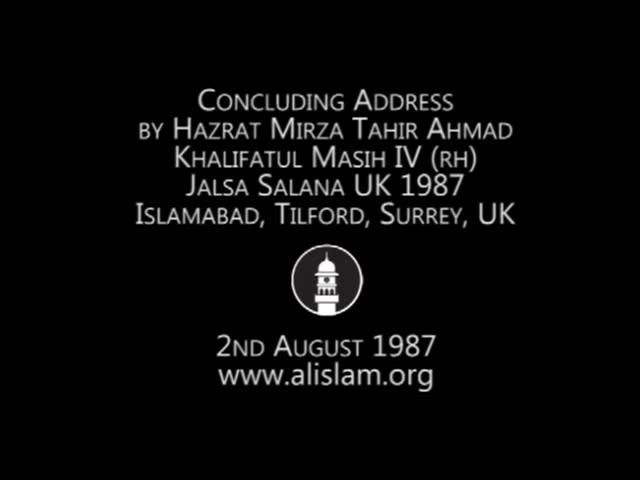 Concluding Address
by Hazrat Mirza Tahir Ahmad
Khalifatul Masih IV (rh)
Jalsa Salana UK 1987
Islamabad, Tilford, Surrey, UK
2nd August 1987
www.alislam.org